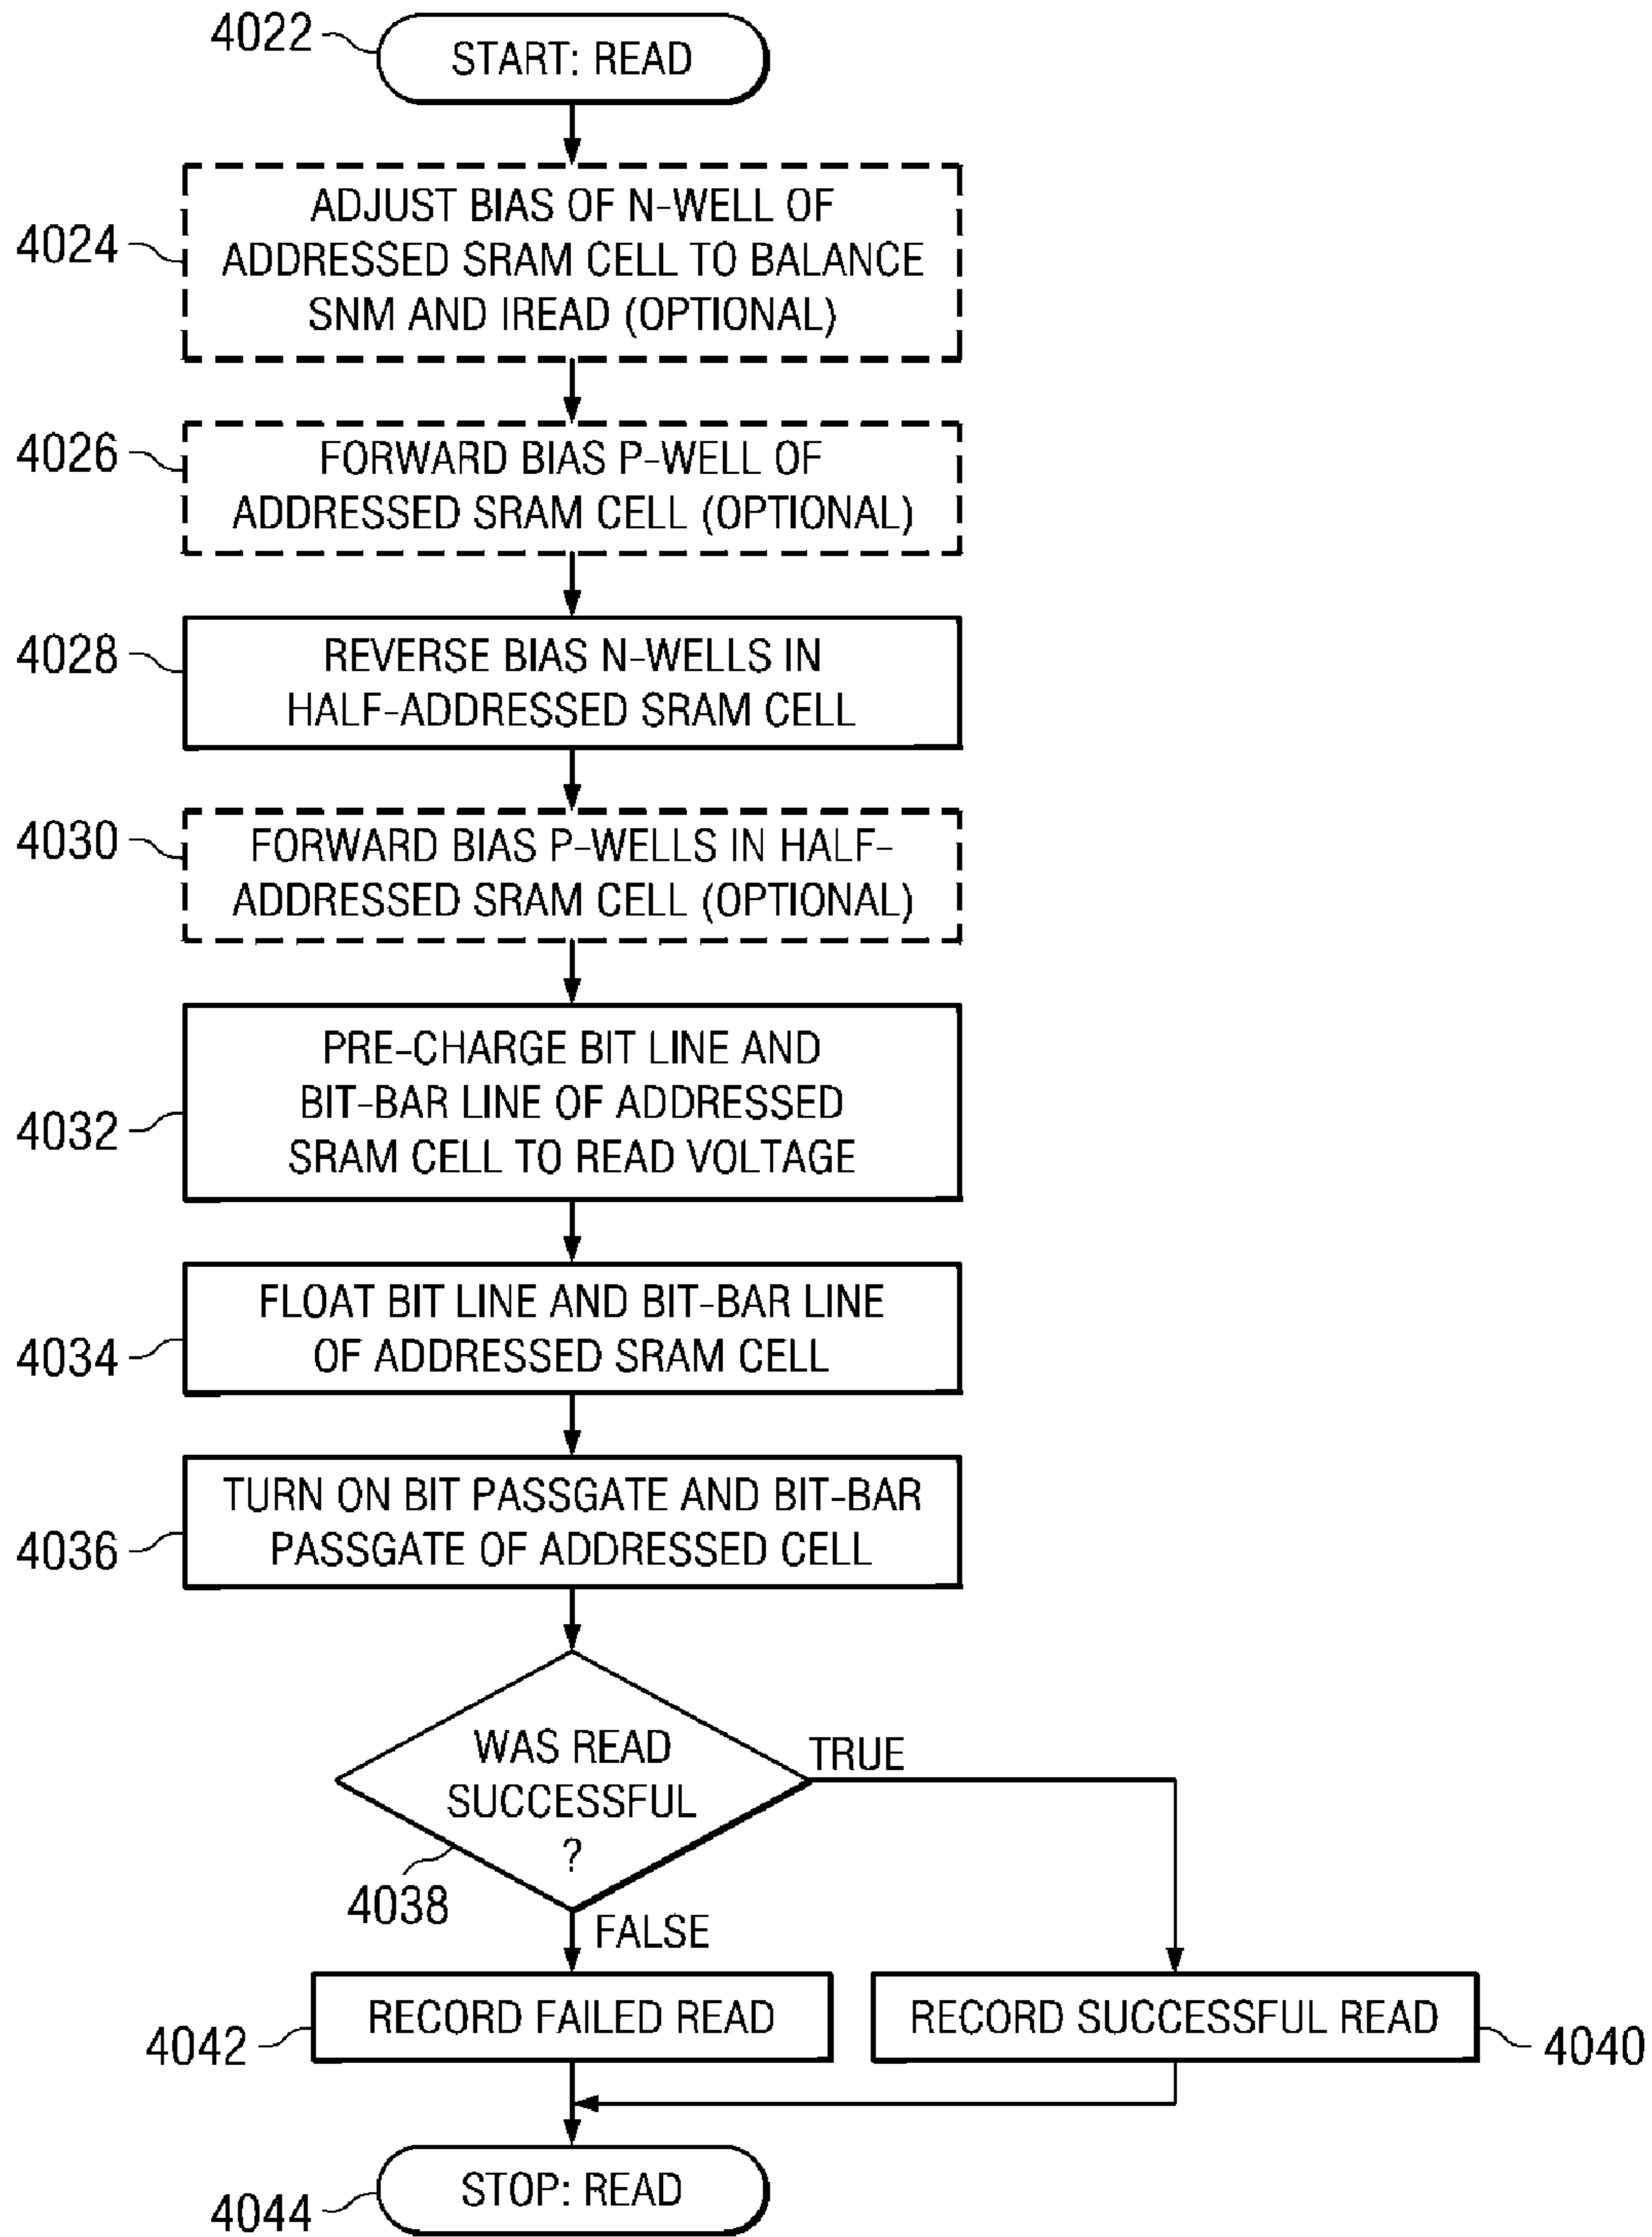 4022
START: READ
ADJUST BIAS OF N-WELL OF
4024
ADDRESSED SRAM CELL TO BALANCE
SNM AND IREAD (OPTIONAL)
4026
FORWARD BIAS P-WELL OF
ADDRESSED SRAM CELL (OPTIONAL)
4028
REVERSE BIAS N-WELLS IN
HALF-ADDRESSED SRAM CELL
4030
FORWARD BIAS P-WELLS IN HALF-
ADDRESSED SRAM CELL (OPTIONAL)
PRE-CHARGE BIT LINE AND
BIT-BAR LINE OF ADDRESSED
4032
SRAM CELL TO READ VOLTAGE
FLOAT BIT LINE AND BIT-BAR LINE
4034
OF ADDRESSED SRAM CELL
TURN ON BIT PASSGATE AND BIT-BAR
4036
PASSGATE OF ADDRESSED CELL
WAS READ
SUCCESSFUL
?
TRUE
4038
FALSE
RECORD FAILED READ
4042
RECORD SUCCESSFUL READ
4040
STOP: READ
4044